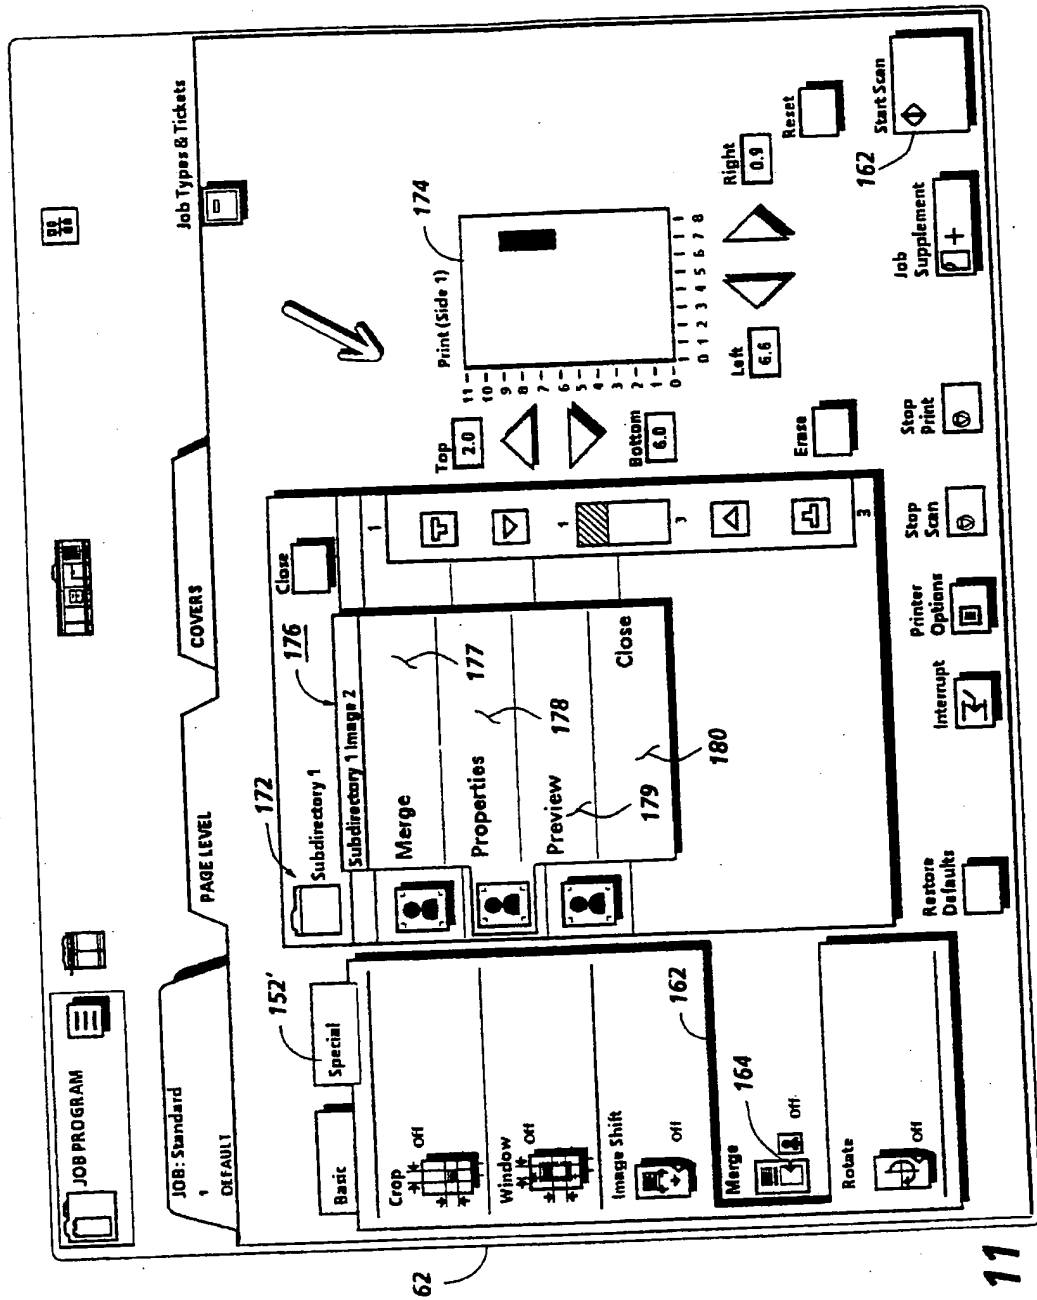 JOB PROGRAM
JOB: Standard
1
DEFAULT
PAGE LEVEL
COVERS
Job Types & Tickets
Basic
Special
152'
Crop
Off
Window
Off
Image Shift
Off
162
Merge
164
Off
Rotate
Off
172
Subdirectory 1
176
Close
Subdirectory 1 Image 2
Merge
177
Properties
178
Preview
179
Close
180
1
1
3
3
Top
2.0
Bottom
6.0
Print (Side 1)
174
11
10
9
8
7
6
5
4
3
2
1
0
0 1 2 3 4 5 6 7 8
Left
6.6
Right
0.9
Erase
Reset
Restore
Defaults
Interrupt
Printer
Options
Stop
Scan
Stop
Print
Job
Supplement
Start Scan
162
62
11